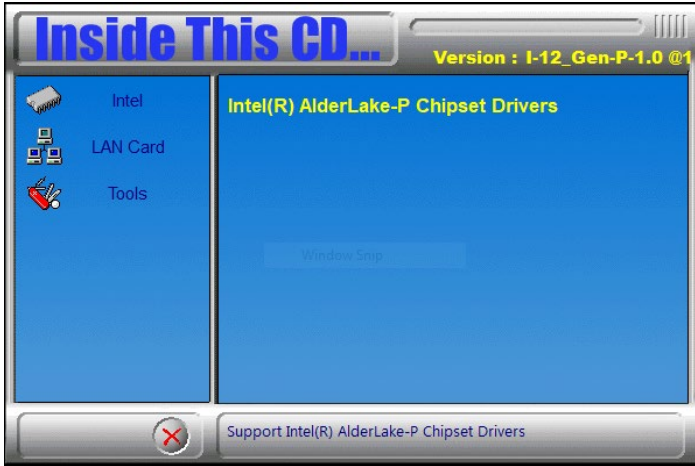 Inside This CD...
Version : I-12_Gen-P-1.0 @1
Intel
LAN Card
Tools
Intel(R) AlderLake-P Chipset Drivers
Window Snip
Support Intel(R) AlderLake-P Chipset Drivers